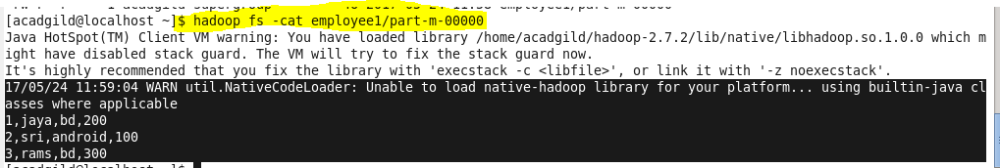 [acadgild@localhost ~]$ hadoop fs -cat employee1/part-m-00000
Java HotSpot(TM) Client VM warning: You have loaded library /home/acadgild/hadoop-2.7.2/lib/native/libhadoop.so.1.0.0 which m
ight have disabled stack guard. The VM will try to fix the stack guard now.
It's highly recommended that you fix the library with 'execstack -c <libfile>', or link it with '-z noexecstack'.
17/05/24 11:59:04 WARN util.NativeCodeLoader: Unable to load native-hadoop library for your platform... using builtin-java cl
asses where applicable
1,jaya,bd,200
2,sri,android,100
3,rams,bd,300